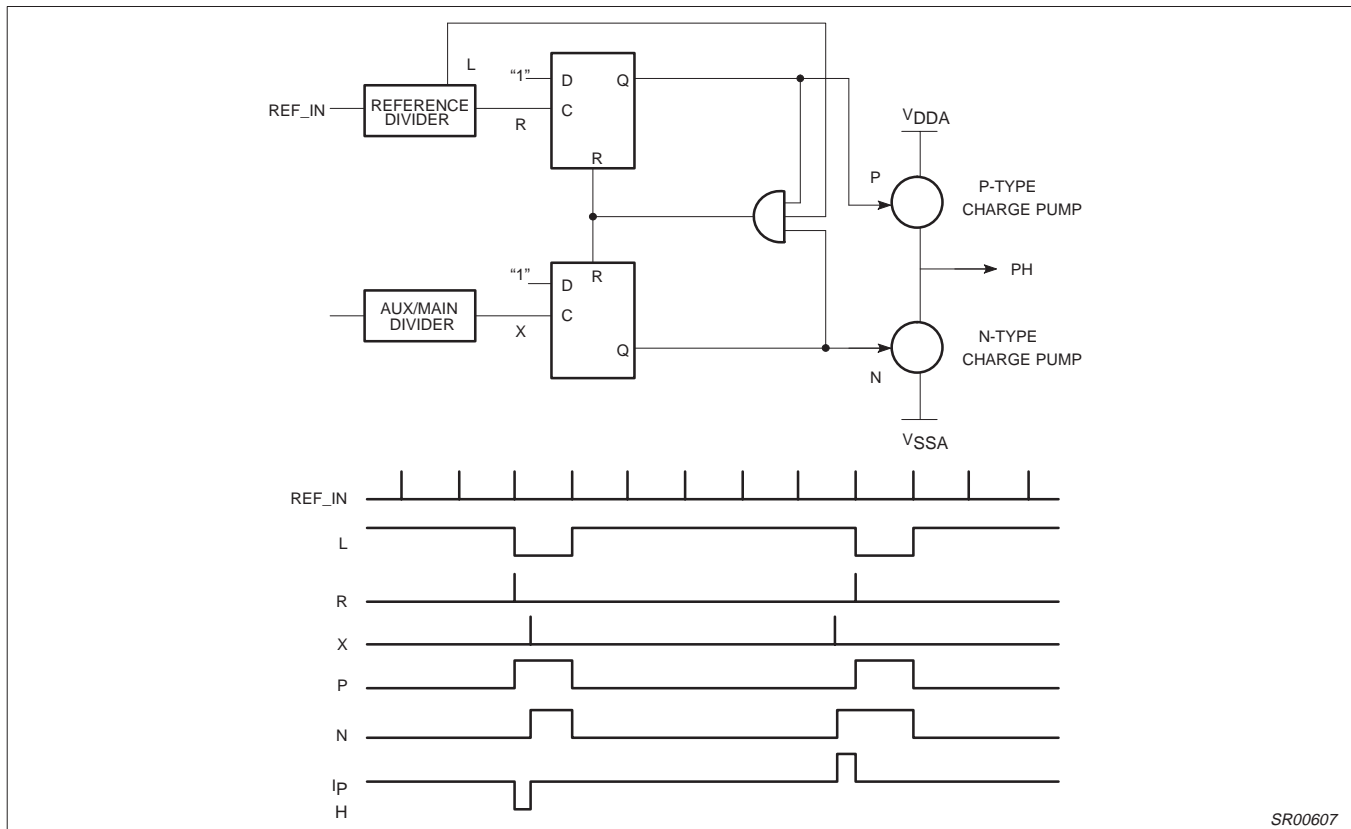 L
"1"
D
Q
REF_IN
REFERENCE
DIVIDER
R
C
R
VDDA
P
P-TYPE
CHARGE PUMP
"1"
D
R
PH
AUX/MAIN
DIVIDER
X
C
Q
N
N-TYPE
CHARGE PUMP
VSSA
REF_IN
L
R
X
P
N
IP
H
SR00607